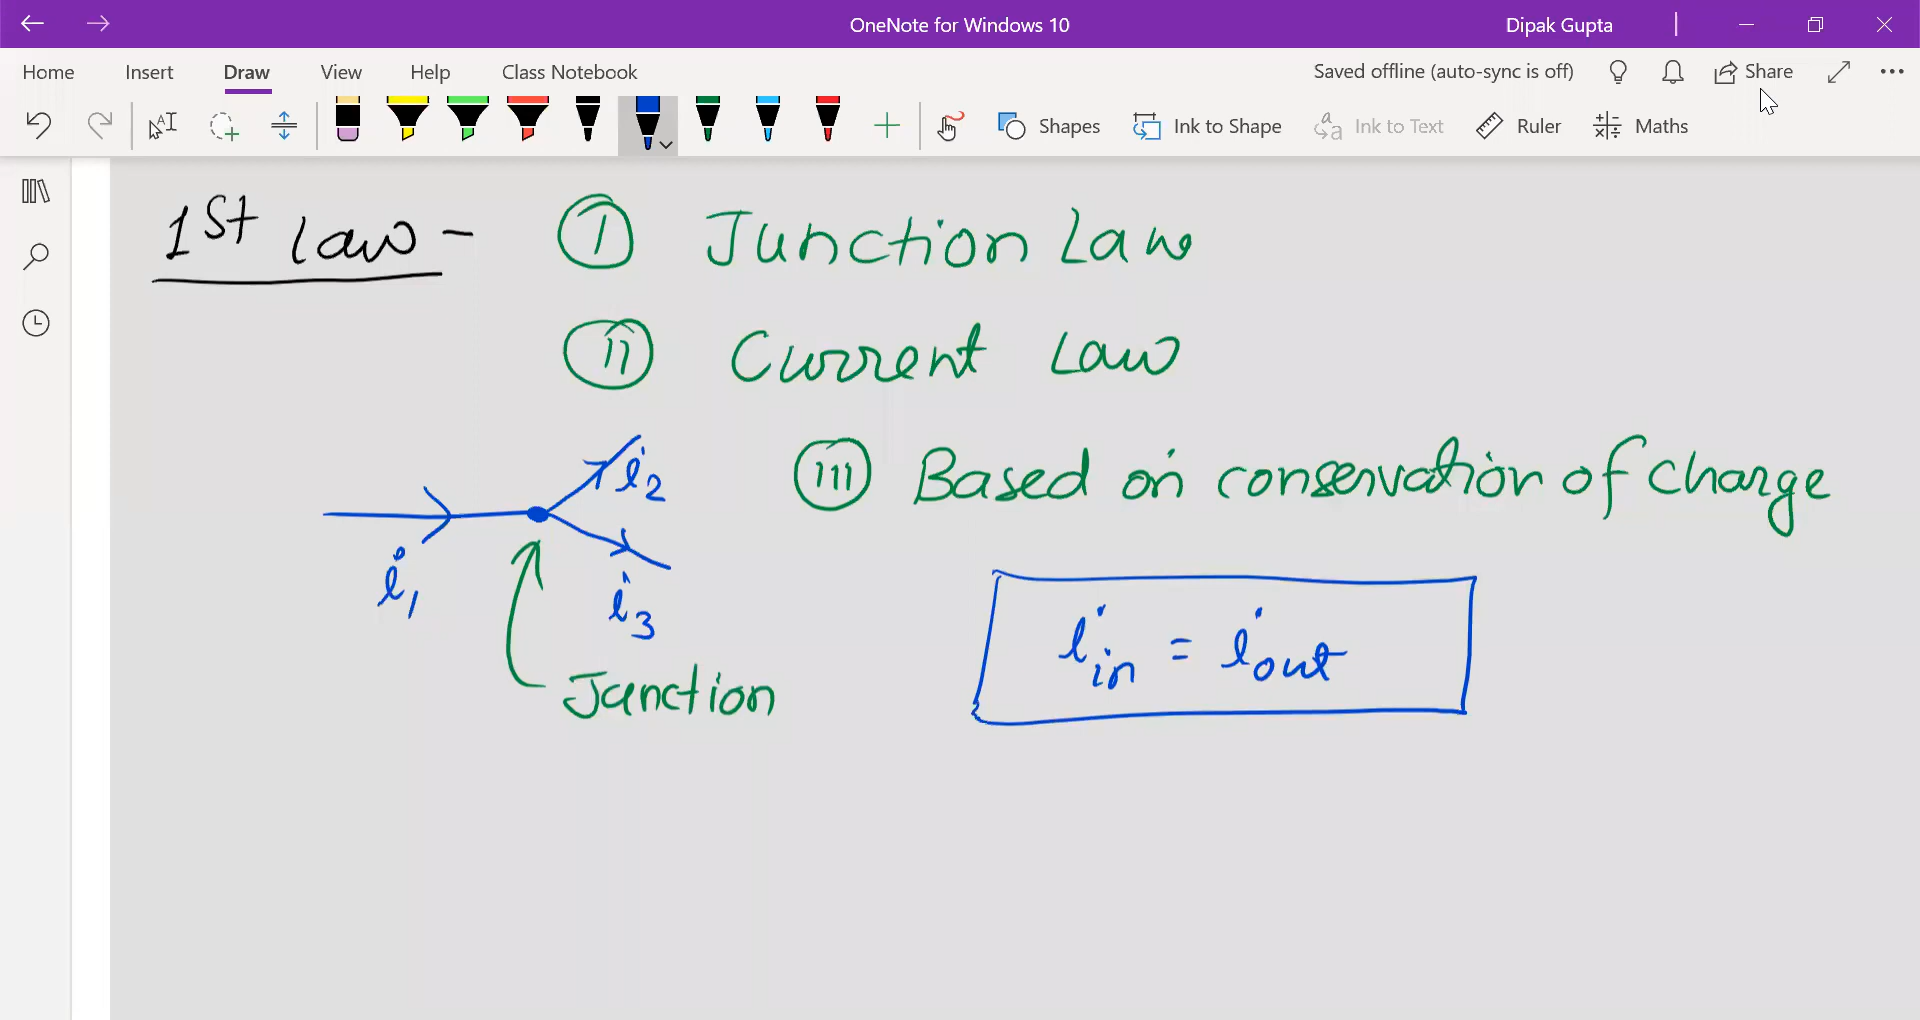 OneNote for Windows 10
Dipak Gupta
Home Insert Draw View Help Class Notebook
Saved offline (auto-sync is off) Share
Shapes Ink to Shape Ink to Text Ruler Maths
1st law - I Junction Law
II Current Law
III Based on conservation of charge
i2
i1
i3
Junction
iin = iout